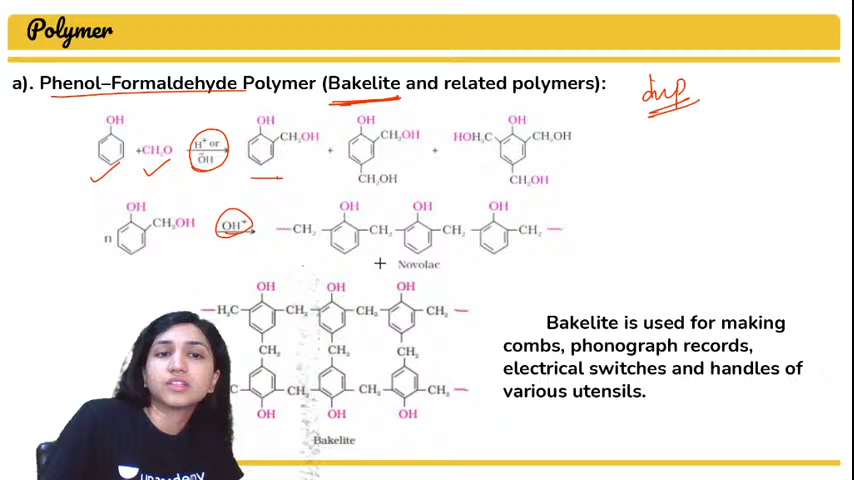 Polymer
a). Phenol–Formaldehyde Polymer (Bakelite and related polymers):
Imp
OH OH OH OH
+CH₂O H⁺ or CH₂OH CH₂OH HOH₂C CH₂OH
ŌH + +
CH₂OH CH₂OH
OH OH OH OH
n CH₂OH OH⁺ —CH₂ CH₂ CH₂ CH₂
+ Novolac
OH OH OH
—H₂C CH₂ CH₂ CH₂
CH₂ CH₂ CH₂
C CH₂ CH₂ CH₂
OH OH OH
Bakelite
Bakelite is used for making
combs, phonograph records,
electrical switches and handles of
various utensils.